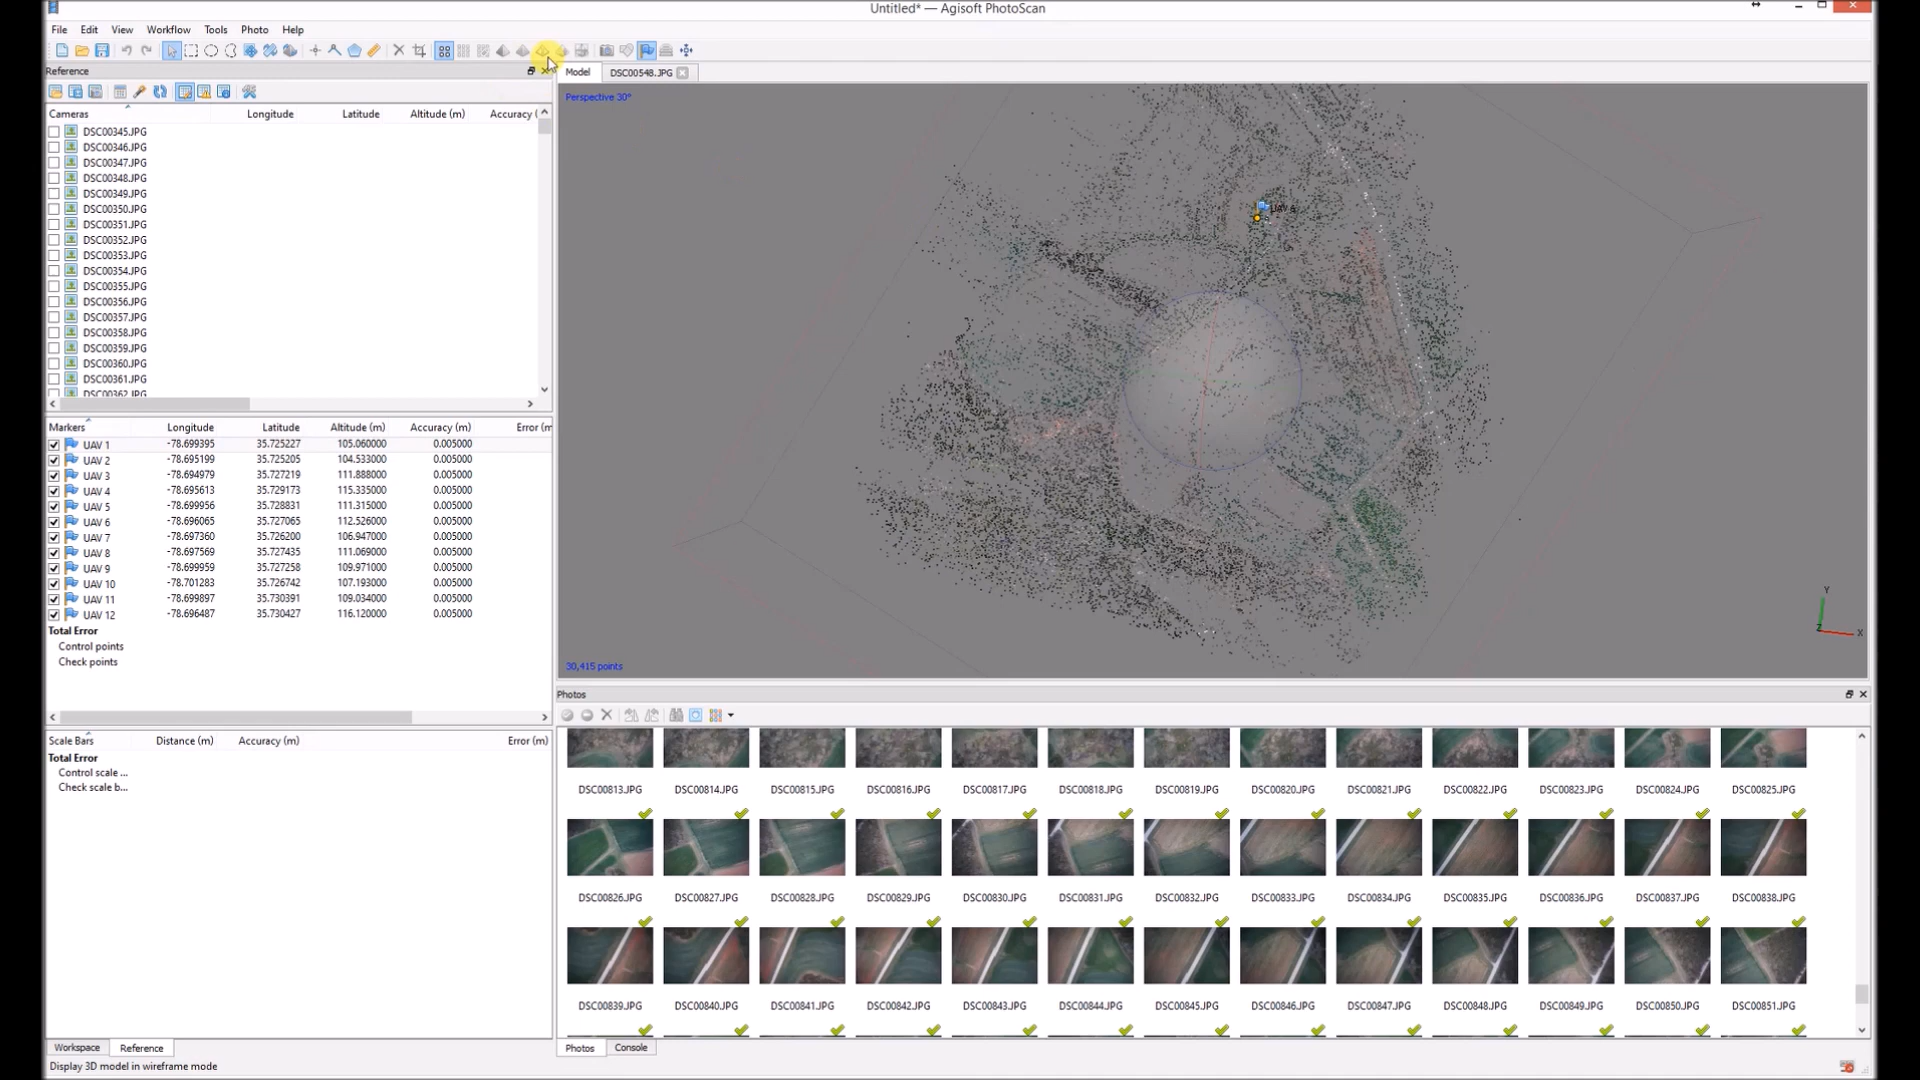 Untitled* — Agisoft PhotoScan
File Edit View Workflow Tools Photo Help
Reference
Model DSC00548.JPG
Perspective 30°
Cameras Longitude Latitude Altitude (m) Accuracy (
DSC00345.JPG
DSC00346.JPG
DSC00347.JPG
DSC00348.JPG
DSC00349.JPG
DSC00350.JPG
DSC00351.JPG
DSC00352.JPG
DSC00353.JPG
DSC00354.JPG
DSC00355.JPG
DSC00356.JPG
DSC00357.JPG
DSC00358.JPG
DSC00359.JPG
DSC00360.JPG
DSC00361.JPG
DSC00362.JPG
Markers Longitude Latitude Altitude (m) Accuracy (m) Error (m
UAV 1 -78.699395 35.725227 105.060000 0.005000
UAV 2 -78.695199 35.725205 104.533000 0.005000
UAV 3 -78.694979 35.727219 111.888000 0.005000
UAV 4 -78.695613 35.729173 115.335000 0.005000
UAV 5 -78.699956 35.728831 111.315000 0.005000
UAV 6 -78.696065 35.727065 112.526000 0.005000
UAV 7 -78.697360 35.726200 106.947000 0.005000
UAV 8 -78.697569 35.727435 111.069000 0.005000
UAV 9 -78.699959 35.727258 109.971000 0.005000
UAV 10 -78.701283 35.726742 107.193000 0.005000
UAV 11 -78.699897 35.730391 109.034000 0.005000
UAV 12 -78.696487 35.730427 116.120000 0.005000
Total Error
Control points
Check points
Scale Bars Distance (m) Accuracy (m) Error (m)
Total Error
Control scale ...
Check scale b...
Workspace Reference
Display 3D model in wireframe mode
30,415 points
Y
Z
X
Photos
DSC00813.JPG DSC00814.JPG DSC00815.JPG DSC00816.JPG DSC00817.JPG DSC00818.JPG DSC00819.JPG DSC00820.JPG DSC00821.JPG DSC00822.JPG DSC00823.JPG DSC00824.JPG DSC00825.JPG
DSC00826.JPG DSC00827.JPG DSC00828.JPG DSC00829.JPG DSC00830.JPG DSC00831.JPG DSC00832.JPG DSC00833.JPG DSC00834.JPG DSC00835.JPG DSC00836.JPG DSC00837.JPG DSC00838.JPG
DSC00839.JPG DSC00840.JPG DSC00841.JPG DSC00842.JPG DSC00843.JPG DSC00844.JPG DSC00845.JPG DSC00846.JPG DSC00847.JPG DSC00848.JPG DSC00849.JPG DSC00850.JPG DSC00851.JPG
Photos Console